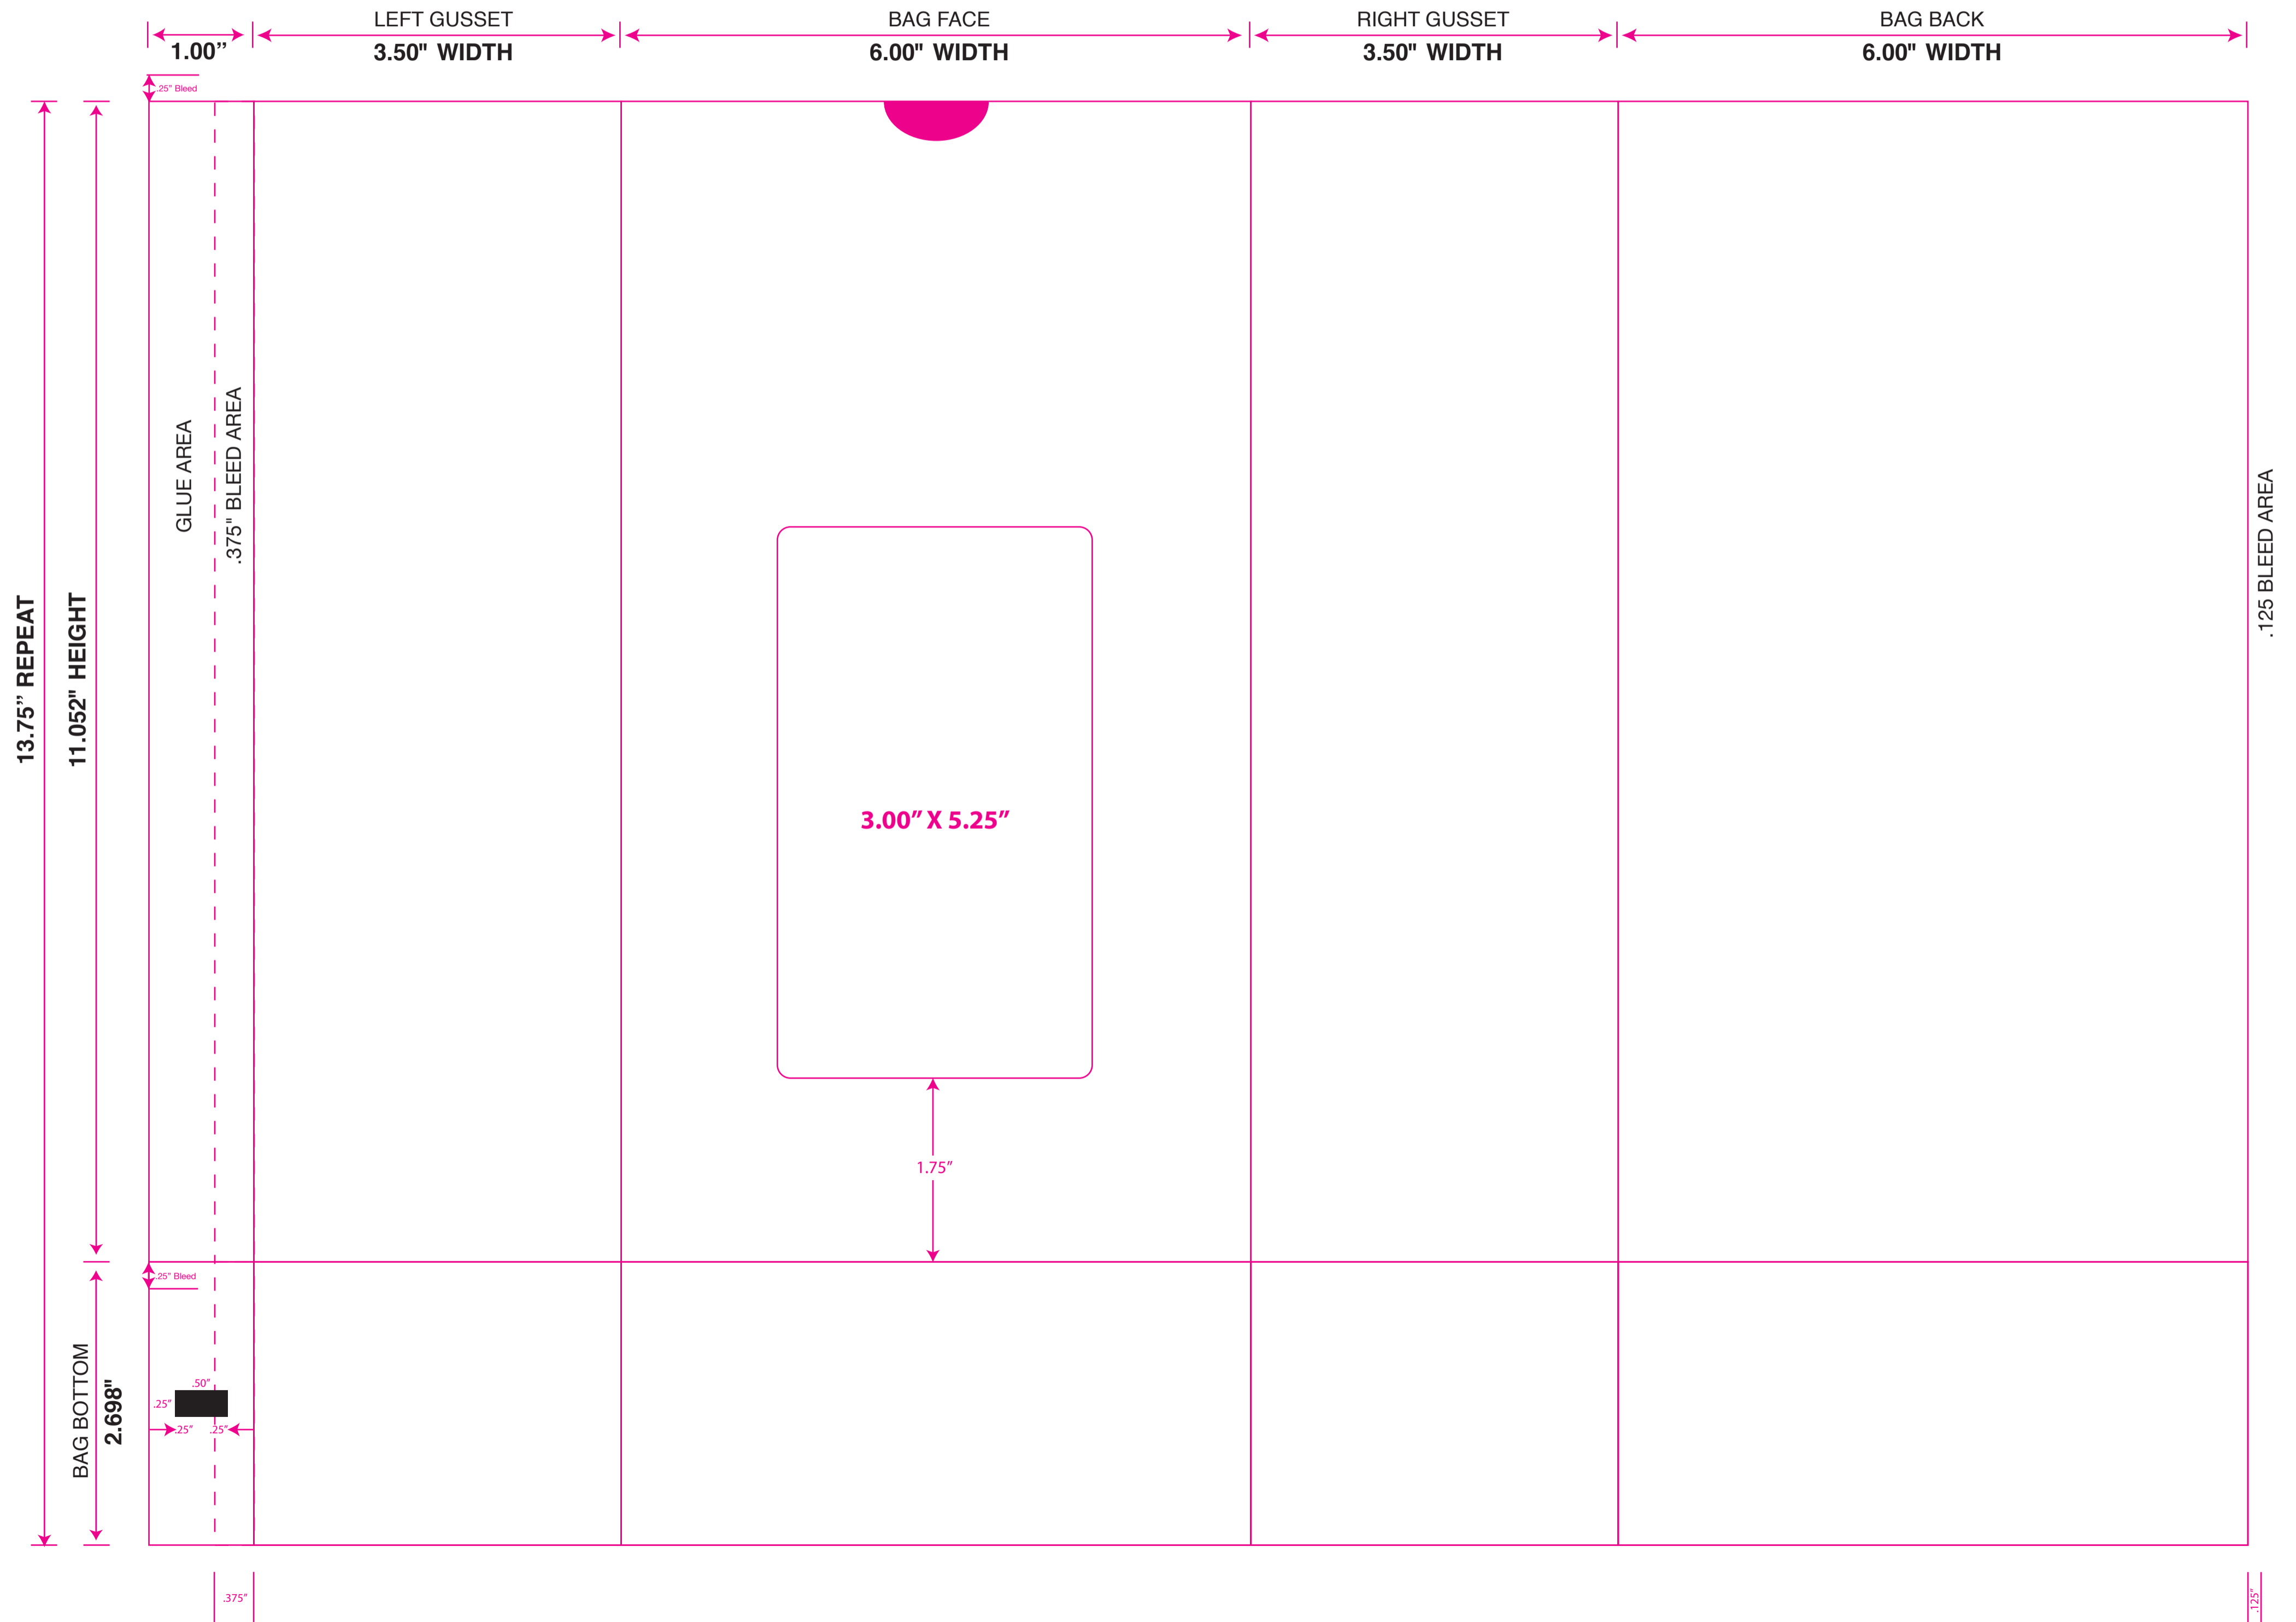 LEFT GUSSET
BAG FACE
RIGHT GUSSET
BAG BACK
1.00”
3.50" WIDTH
6.00" WIDTH
3.50" WIDTH
6.00" WIDTH
.25” Bleed
GLUE AREA
.375" BLEED AREA
.125 BLEED AREA
13.75” REPEAT
11.052" HEIGHT
3.00” X 5.25”
1.75”
.25” Bleed
BAG BOTTOM
2.698"
.50”
.25”
.25”
.25”
.375”
.125”